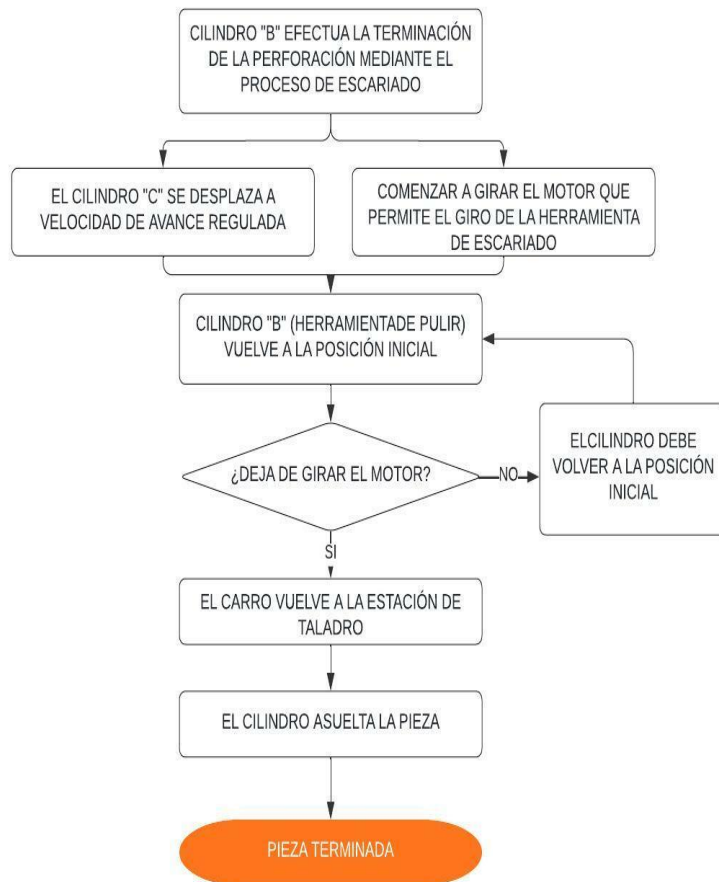 CILINDRO "B" EFECTUA LA TERMINACIÓN
DE LA PERFORACIÓN MEDIANTE EL
PROCESO DE ESCARIADO
EL CILINDRO "C" SE DESPLAZA A
VELOCIDAD DE AVANCE REGULADA
COMENZAR A GIRAR EL MOTOR QUE
PERMITE EL GIRO DE LA HERRAMIENTA
DE ESCARIADO
CILINDRO "B" (HERRAMIENTADE PULIR)
VUELVE A LA POSICIÓN INICIAL
¿DEJA DE GIRAR EL MOTOR?
NO
ELCILINDRO DEBE
VOLVER A LA POSICIÓN
INICIAL
SI
EL CARRO VUELVE A LA ESTACIÓN DE
TALADRO
EL CILINDRO ASUELTA LA PIEZA
PIEZA TERMINADA